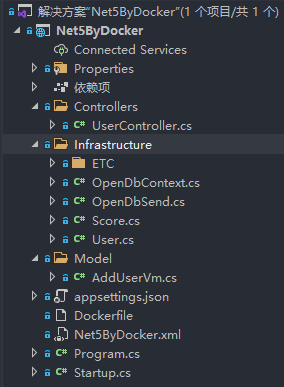 解决方案"Net5ByDocker"(1 个项目/共 1 个)
Net5ByDocker
Connected Services
Properties
依赖项
Controllers
C# UserController.cs
Infrastructure
ETC
C# OpenDbContext.cs
C# OpenDbSend.cs
C# Score.cs
C# User.cs
Model
C# AddUserVm.cs
appsettings.json
Dockerfile
Net5ByDocker.xml
C# Program.cs
C# Startup.cs